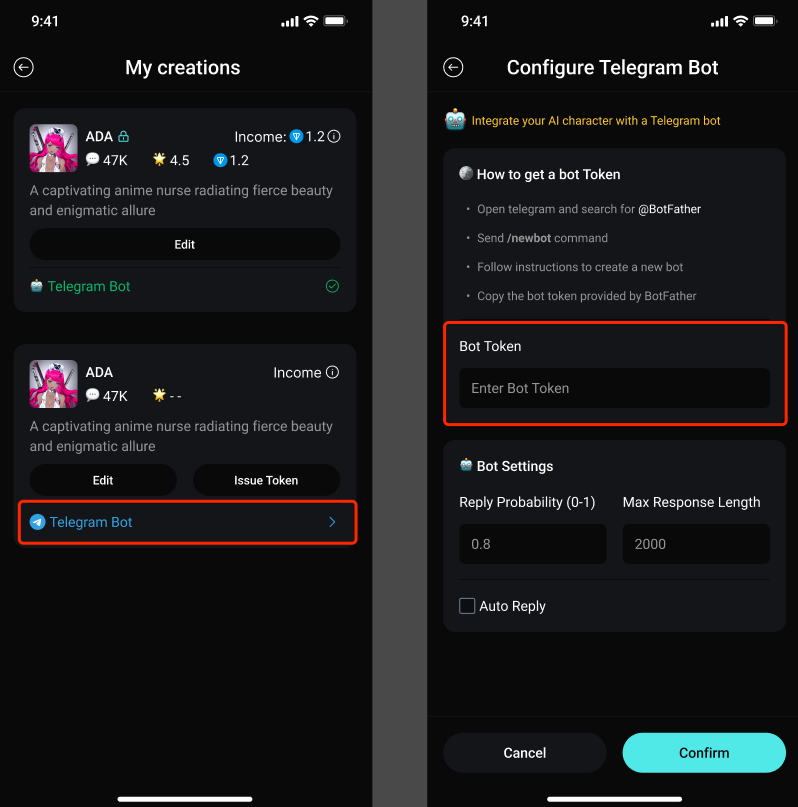 9:41
My creations
ADA
Income: 1.2
47K 4.5 1.2
A captivating anime nurse radiating fierce beauty
and enigmatic allure
Edit
Telegram Bot
ADA
Income
47K --
A captivating anime nurse radiating fierce beauty
and enigmatic allure
Edit Issue Token
Telegram Bot
9:41
Configure Telegram Bot
Integrate your AI character with a Telegram bot
How to get a bot Token
• Open telegram and search for @BotFather
• Send /newbot command
• Follow instructions to create a new bot
• Copy the bot token provided by BotFather
Bot Token
Enter Bot Token
Bot Settings
Reply Probability (0-1) Max Response Length
0.8 2000
Auto Reply
Cancel Confirm